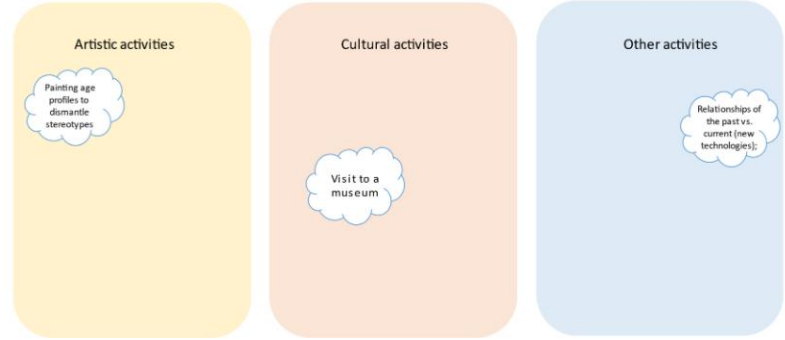 Artistic activities
Painting age
profiles to
dismantle
stereotypes
Cultural activities
Visit to a
museum
Other activities
Relationships of
the past vs.
current (new
technologies);